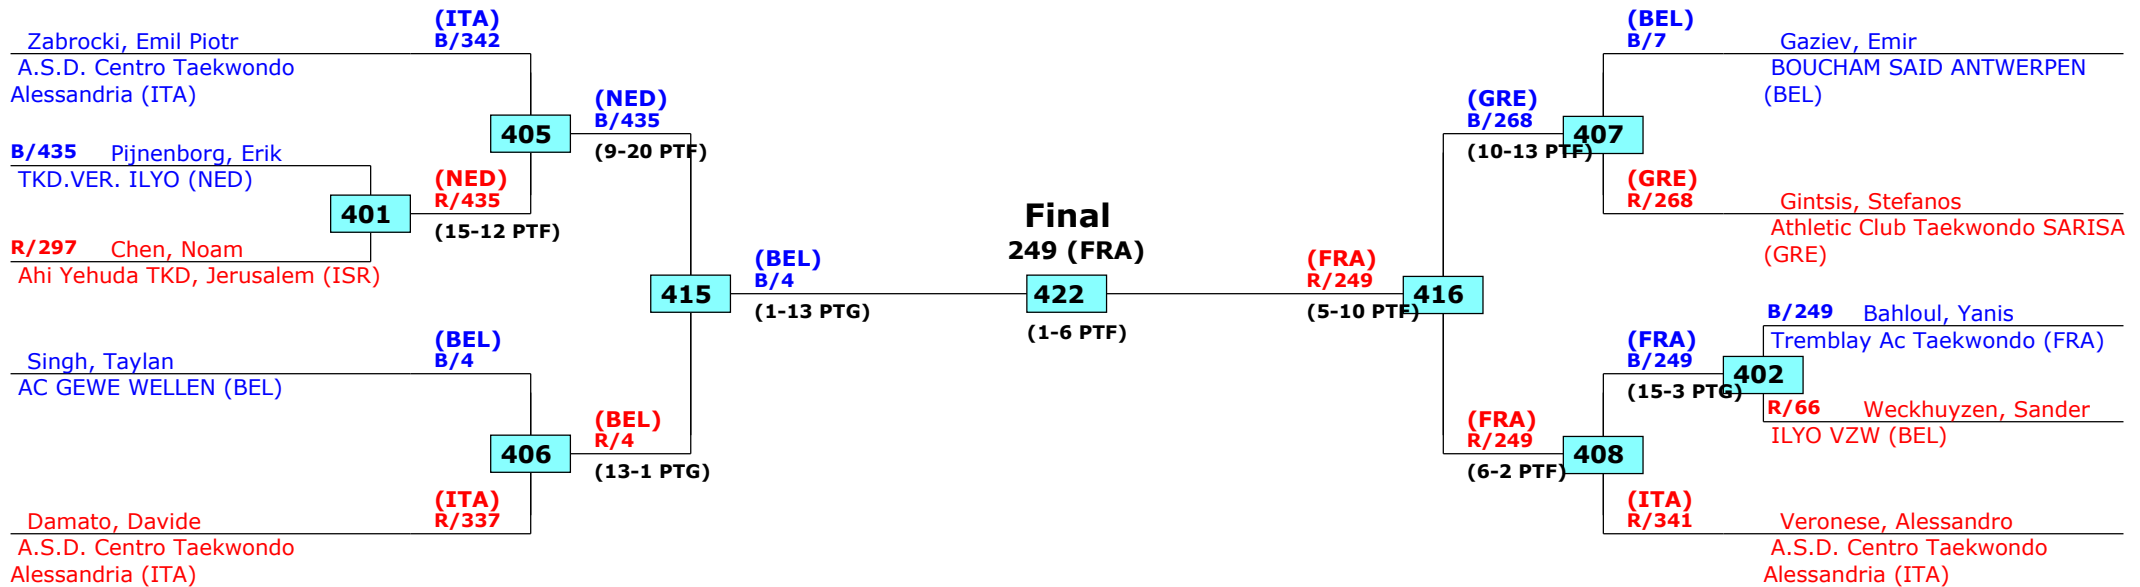 (ITA)
B/342
Zabrocki, Emil Piotr
A.S.D. Centro Taekwondo
Alessandria (ITA)
405
(NED)
B/435
(9-20 PTF)
B/435 Pijnenborg, Erik
TKD.VER. ILYO (NED)
401
(NED)
R/435
(15-12 PTF)
R/297 Chen, Noam
Ahi Yehuda TKD, Jerusalem (ISR)
415
(BEL)
B/4
(1-13 PTG)
(BEL)
B/4
Singh, Taylan
AC GEWE WELLEN (BEL)
406
(BEL)
R/4
(13-1 PTG)
(ITA)
R/337
Damato, Davide
A.S.D. Centro Taekwondo
Alessandria (ITA)
Final
249 (FRA)
422
(1-6 PTF)
(FRA)
R/249
(5-10 PTF)
416
(GRE)
B/268
(10-13 PTF)
407
(BEL)
B/7
Gaziev, Emir
BOUCHAM SAID ANTWERPEN
(BEL)
(GRE)
R/268
Gintsis, Stefanos
Athletic Club Taekwondo SARISA
(GRE)
B/249 Bahloul, Yanis
Tremblay Ac Taekwondo (FRA)
(FRA)
B/249
(15-3 PTG)
402
R/66 Weckhuyzen, Sander
ILYO VZW (BEL)
(FRA)
R/249
(6-2 PTF)
408
(ITA)
R/341
Veronese, Alessandro
A.S.D. Centro Taekwondo
Alessandria (ITA)